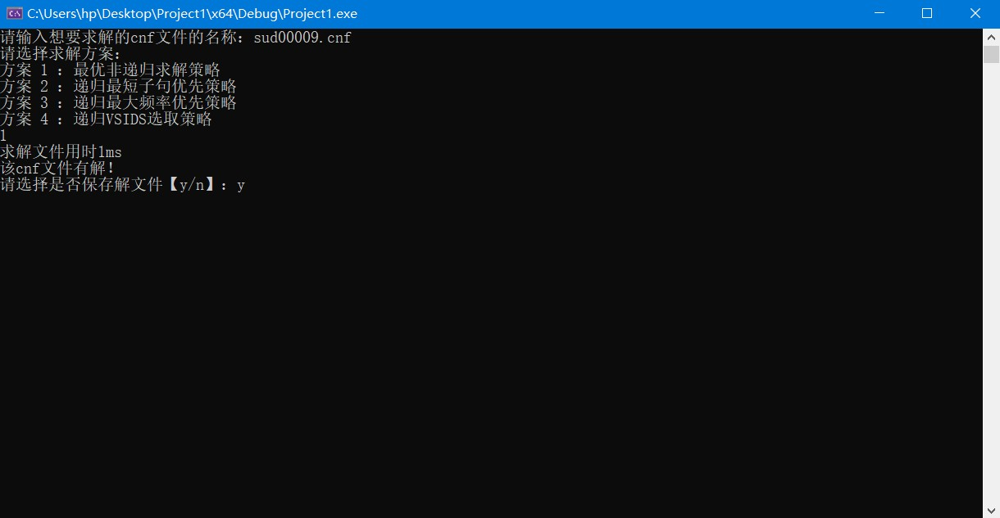 C:\Users\hp\Desktop\Project1\x64\Debug\Project1.exe
请输入想要求解的cnf文件的名称：sud00009.cnf
请选择求解方案：
方案 1 ：最优非递归求解策略
方案 2 ：递归最短子句优先策略
方案 3 ：递归最大频率优先策略
方案 4 ：递归VSIDS选取策略
1
求解文件用时1ms
该cnf文件有解！
请选择是否保存解文件【y/n】：y